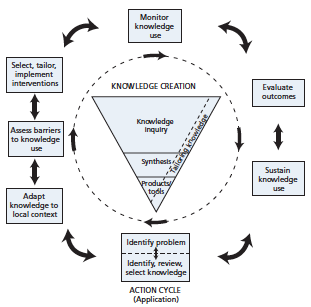 Monitor
knowledge
use
Select, tailor,
implement
interventions
KNOWLEDGE CREATION
Evaluate
outcomes
Knowledge
Inquiry
Tailoring knowledge
Assess barriers
to knowledge
use
Synthesis
Products/
tools
Sustain
knowledge
use
Adapt
knowledge to
local context
Identify problem
Identify, review,
select knowledge
ACTION CYCLE
(Application)